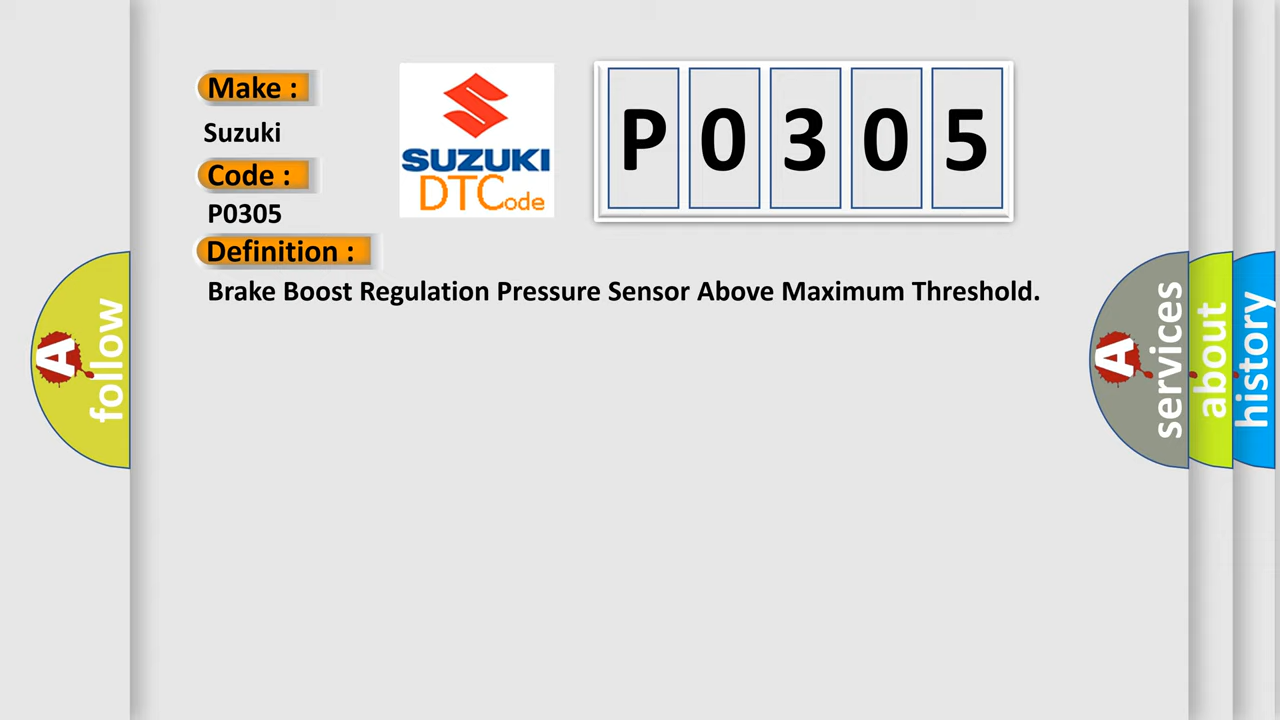 Make :
Suzuki
Code :
P0305
Definition :
Brake Boost Regulation Pressure Sensor Above Maximum Threshold.
SUZUKI
DTCode
P0305
A
follow
A
services
about
history